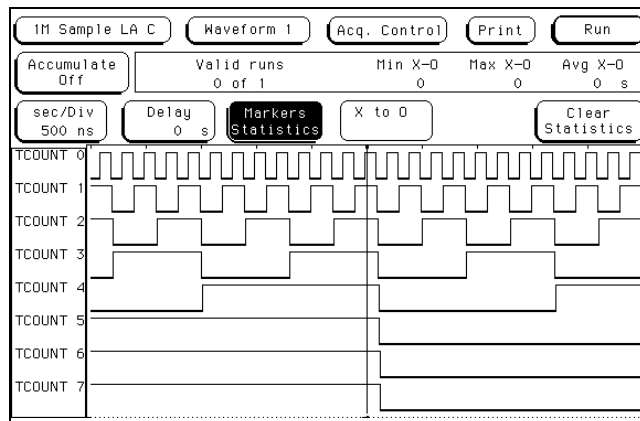 1M Sample LA C
Waveform 1
Acq. Control
Print
Run
Accumulate
Off
Valid runs
0 of 1
Min X-O
0
Max X-O
0
Avg X-O
0 s
sec/Div
500 ns
Delay
0 s
Markers
Statistics
X to O
Clear
Statistics
TCOUNT 0
TCOUNT 1
TCOUNT 2
TCOUNT 3
TCOUNT 4
TCOUNT 5
TCOUNT 6
TCOUNT 7